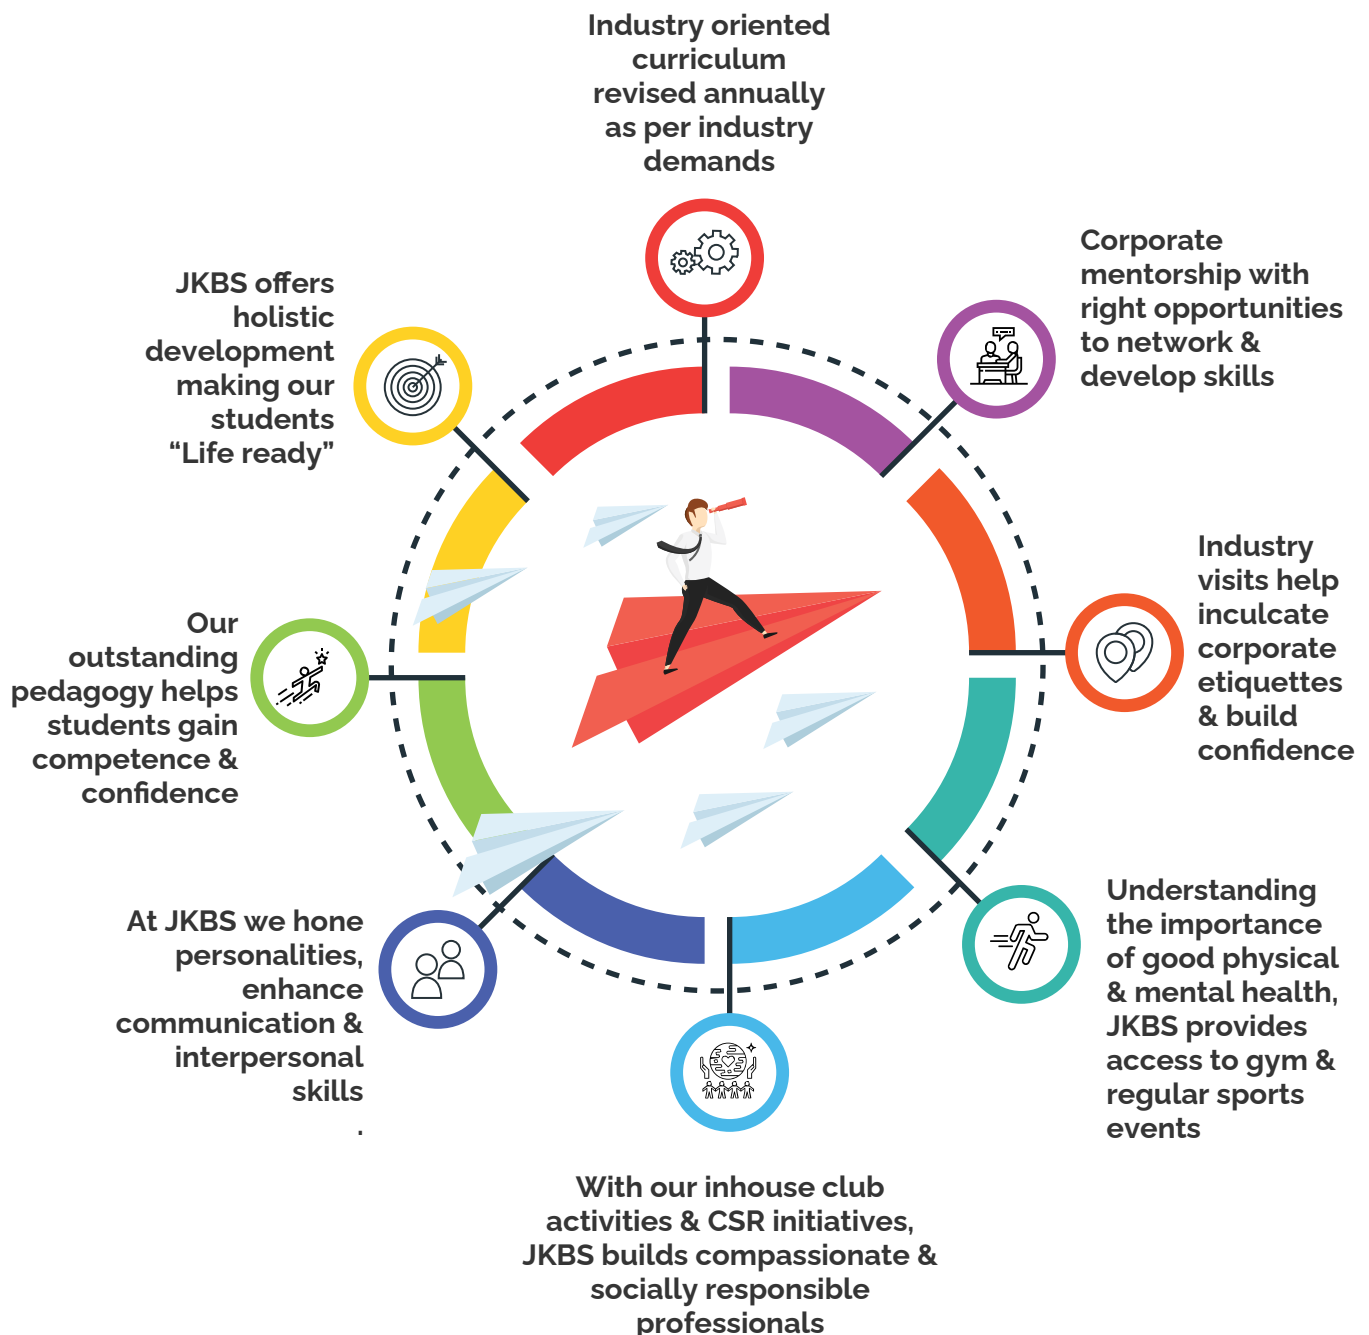 Industry oriented
curriculum
revised annually
as per industry
demands
Corporate
mentorship with
right opportunities
to network &
develop skills
Industry
visits help
inculcate
corporate
etiquettes
& build
confidence
Understanding
the importance
of good physical
& mental health,
JKBS provides
access to gym &
regular sports
events
With our inhouse club
activities & CSR initiatives,
JKBS builds compassionate &
socially responsible
professionals
At JKBS we hone
personalities,
enhance
communication &
interpersonal
skills
.
Our
outstanding
pedagogy helps
students gain
competence &
confidence
JKBS offers
holistic
development
making our
students
“Life ready”